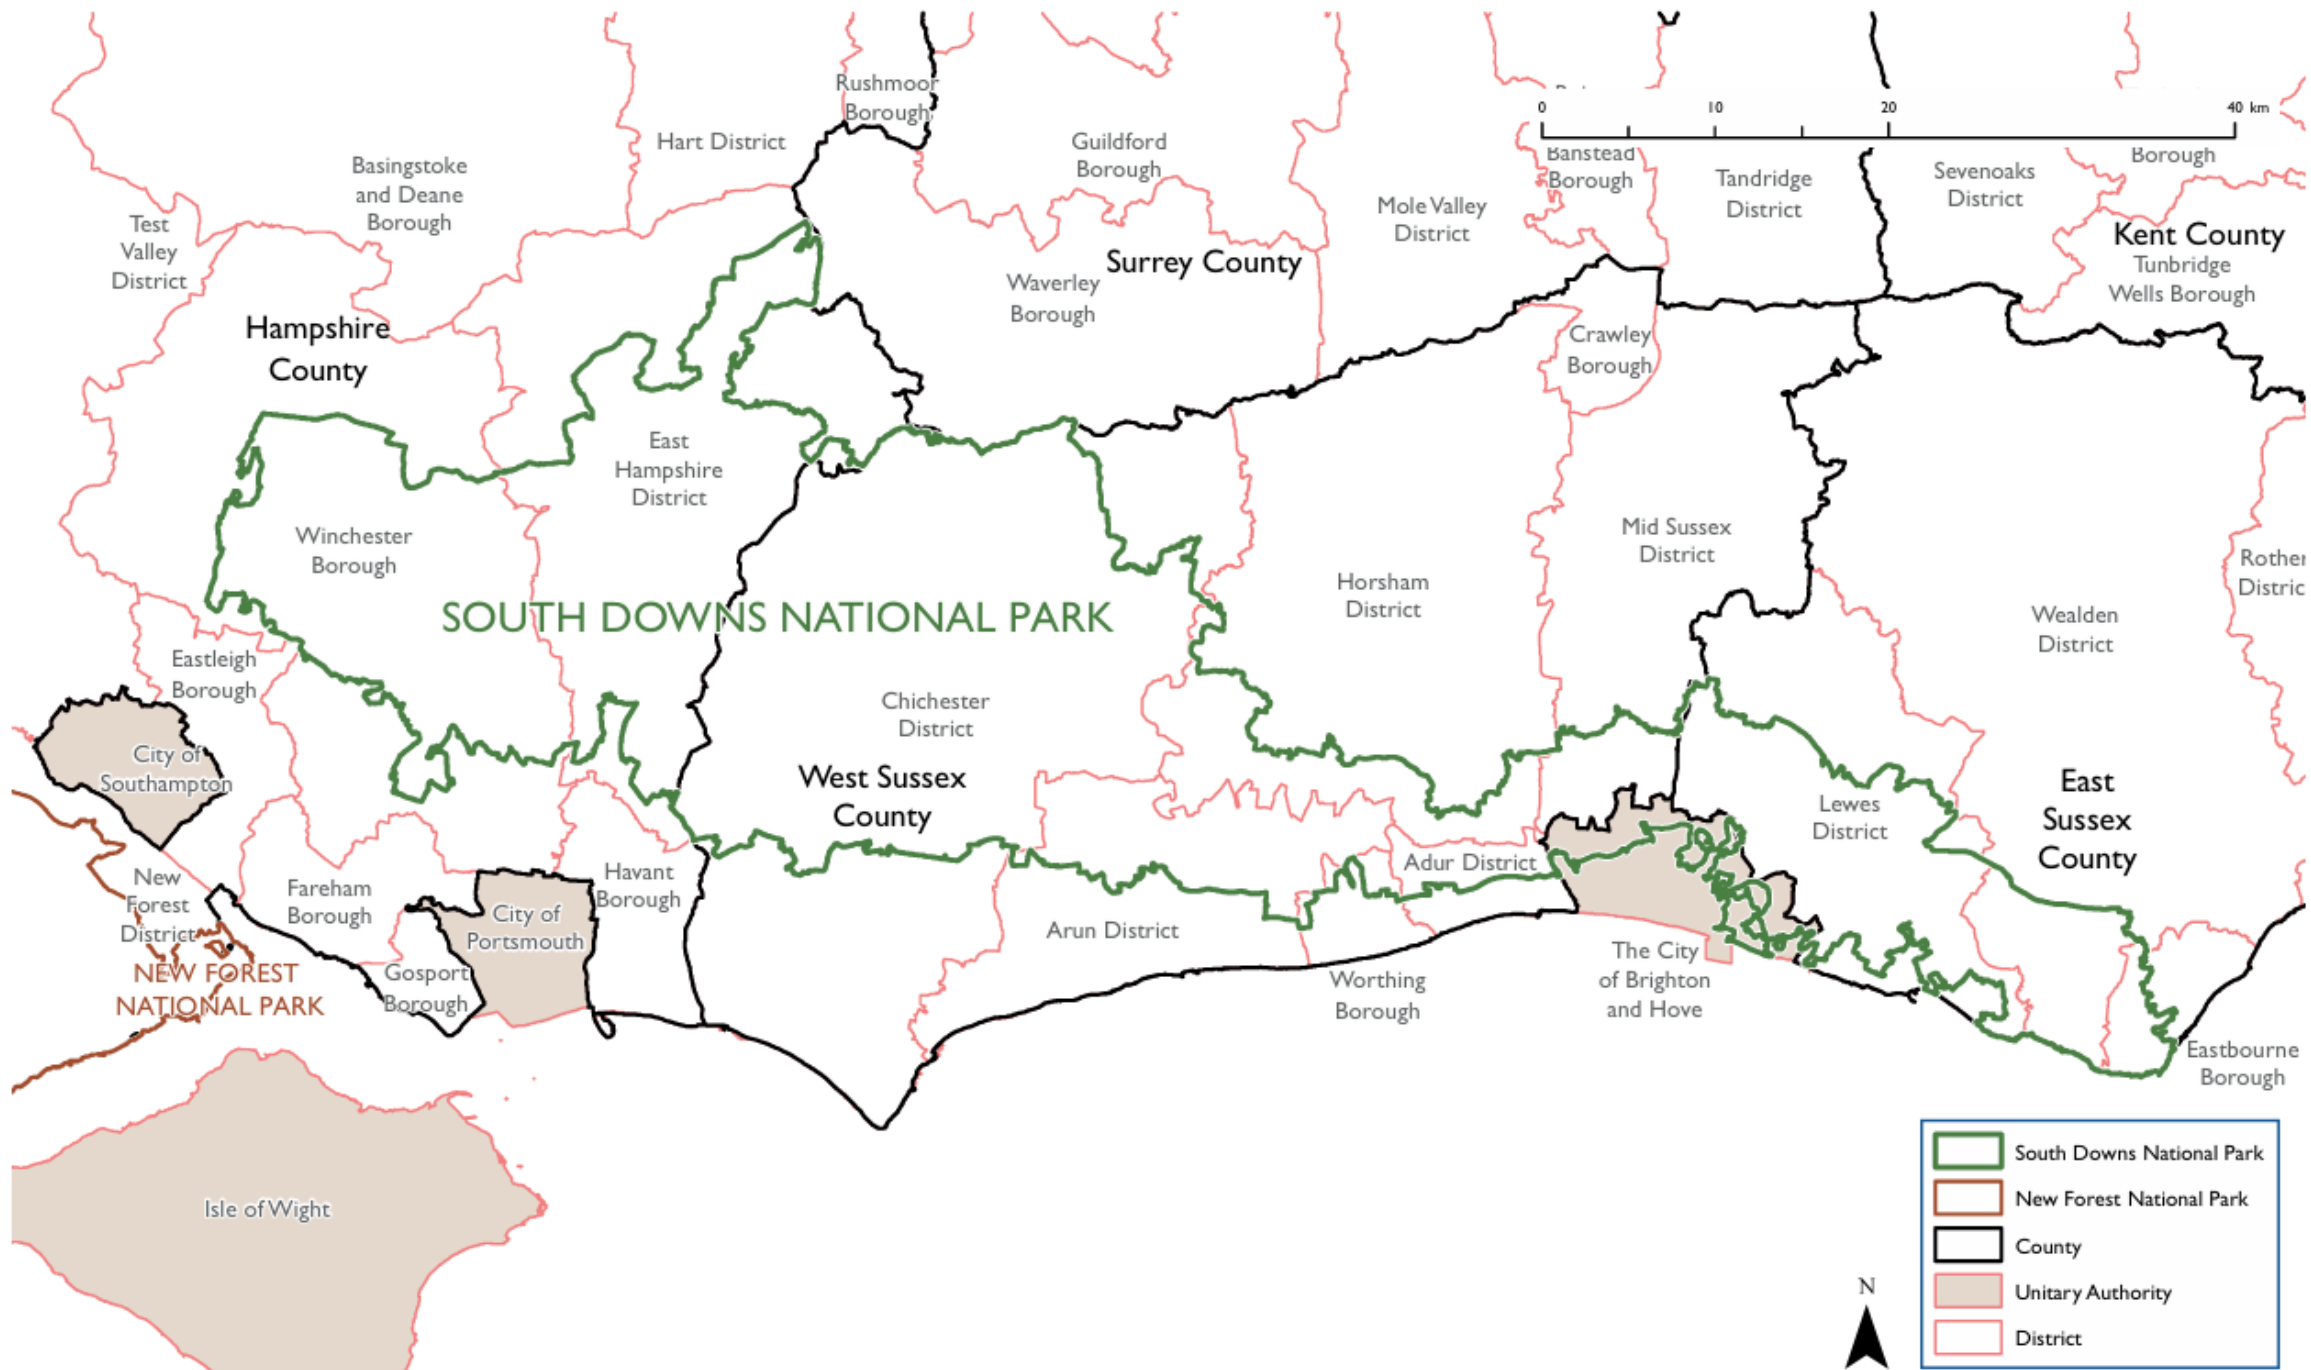 Rushmoor
Borough
0 10 20 40 km
Hart District
Guildford
Borough
Banstead
Borough
Borough
Basingstoke
and Deane
Borough
Tandridge
District
Sevenoaks
District
Mole Valley
District
Test
Valley
District
Surrey County
Kent County
Tunbridge
Wells Borough
Waverley
Borough
Hampshire
County
Crawley
Borough
East
Hampshire
District
Winchester
Borough
Mid Sussex
District
Horsham
District
Rother
Distric
SOUTH DOWNS NATIONAL PARK
Wealden
District
Eastleigh
Borough
Chichester
District
City of
Southampton
West Sussex
County
East
Sussex
County
Lewes
District
Adur District
New
Forest
District
Fareham
Borough
Havant
Borough
City of
Portsmouth
Arun District
The City
of Brighton
and Hove
NEW FOREST
NATIONAL PARK
Gosport
Borough
Worthing
Borough
Eastbourne
Borough
Isle of Wight
South Downs National Park
New Forest National Park
County
Unitary Authority
District
N